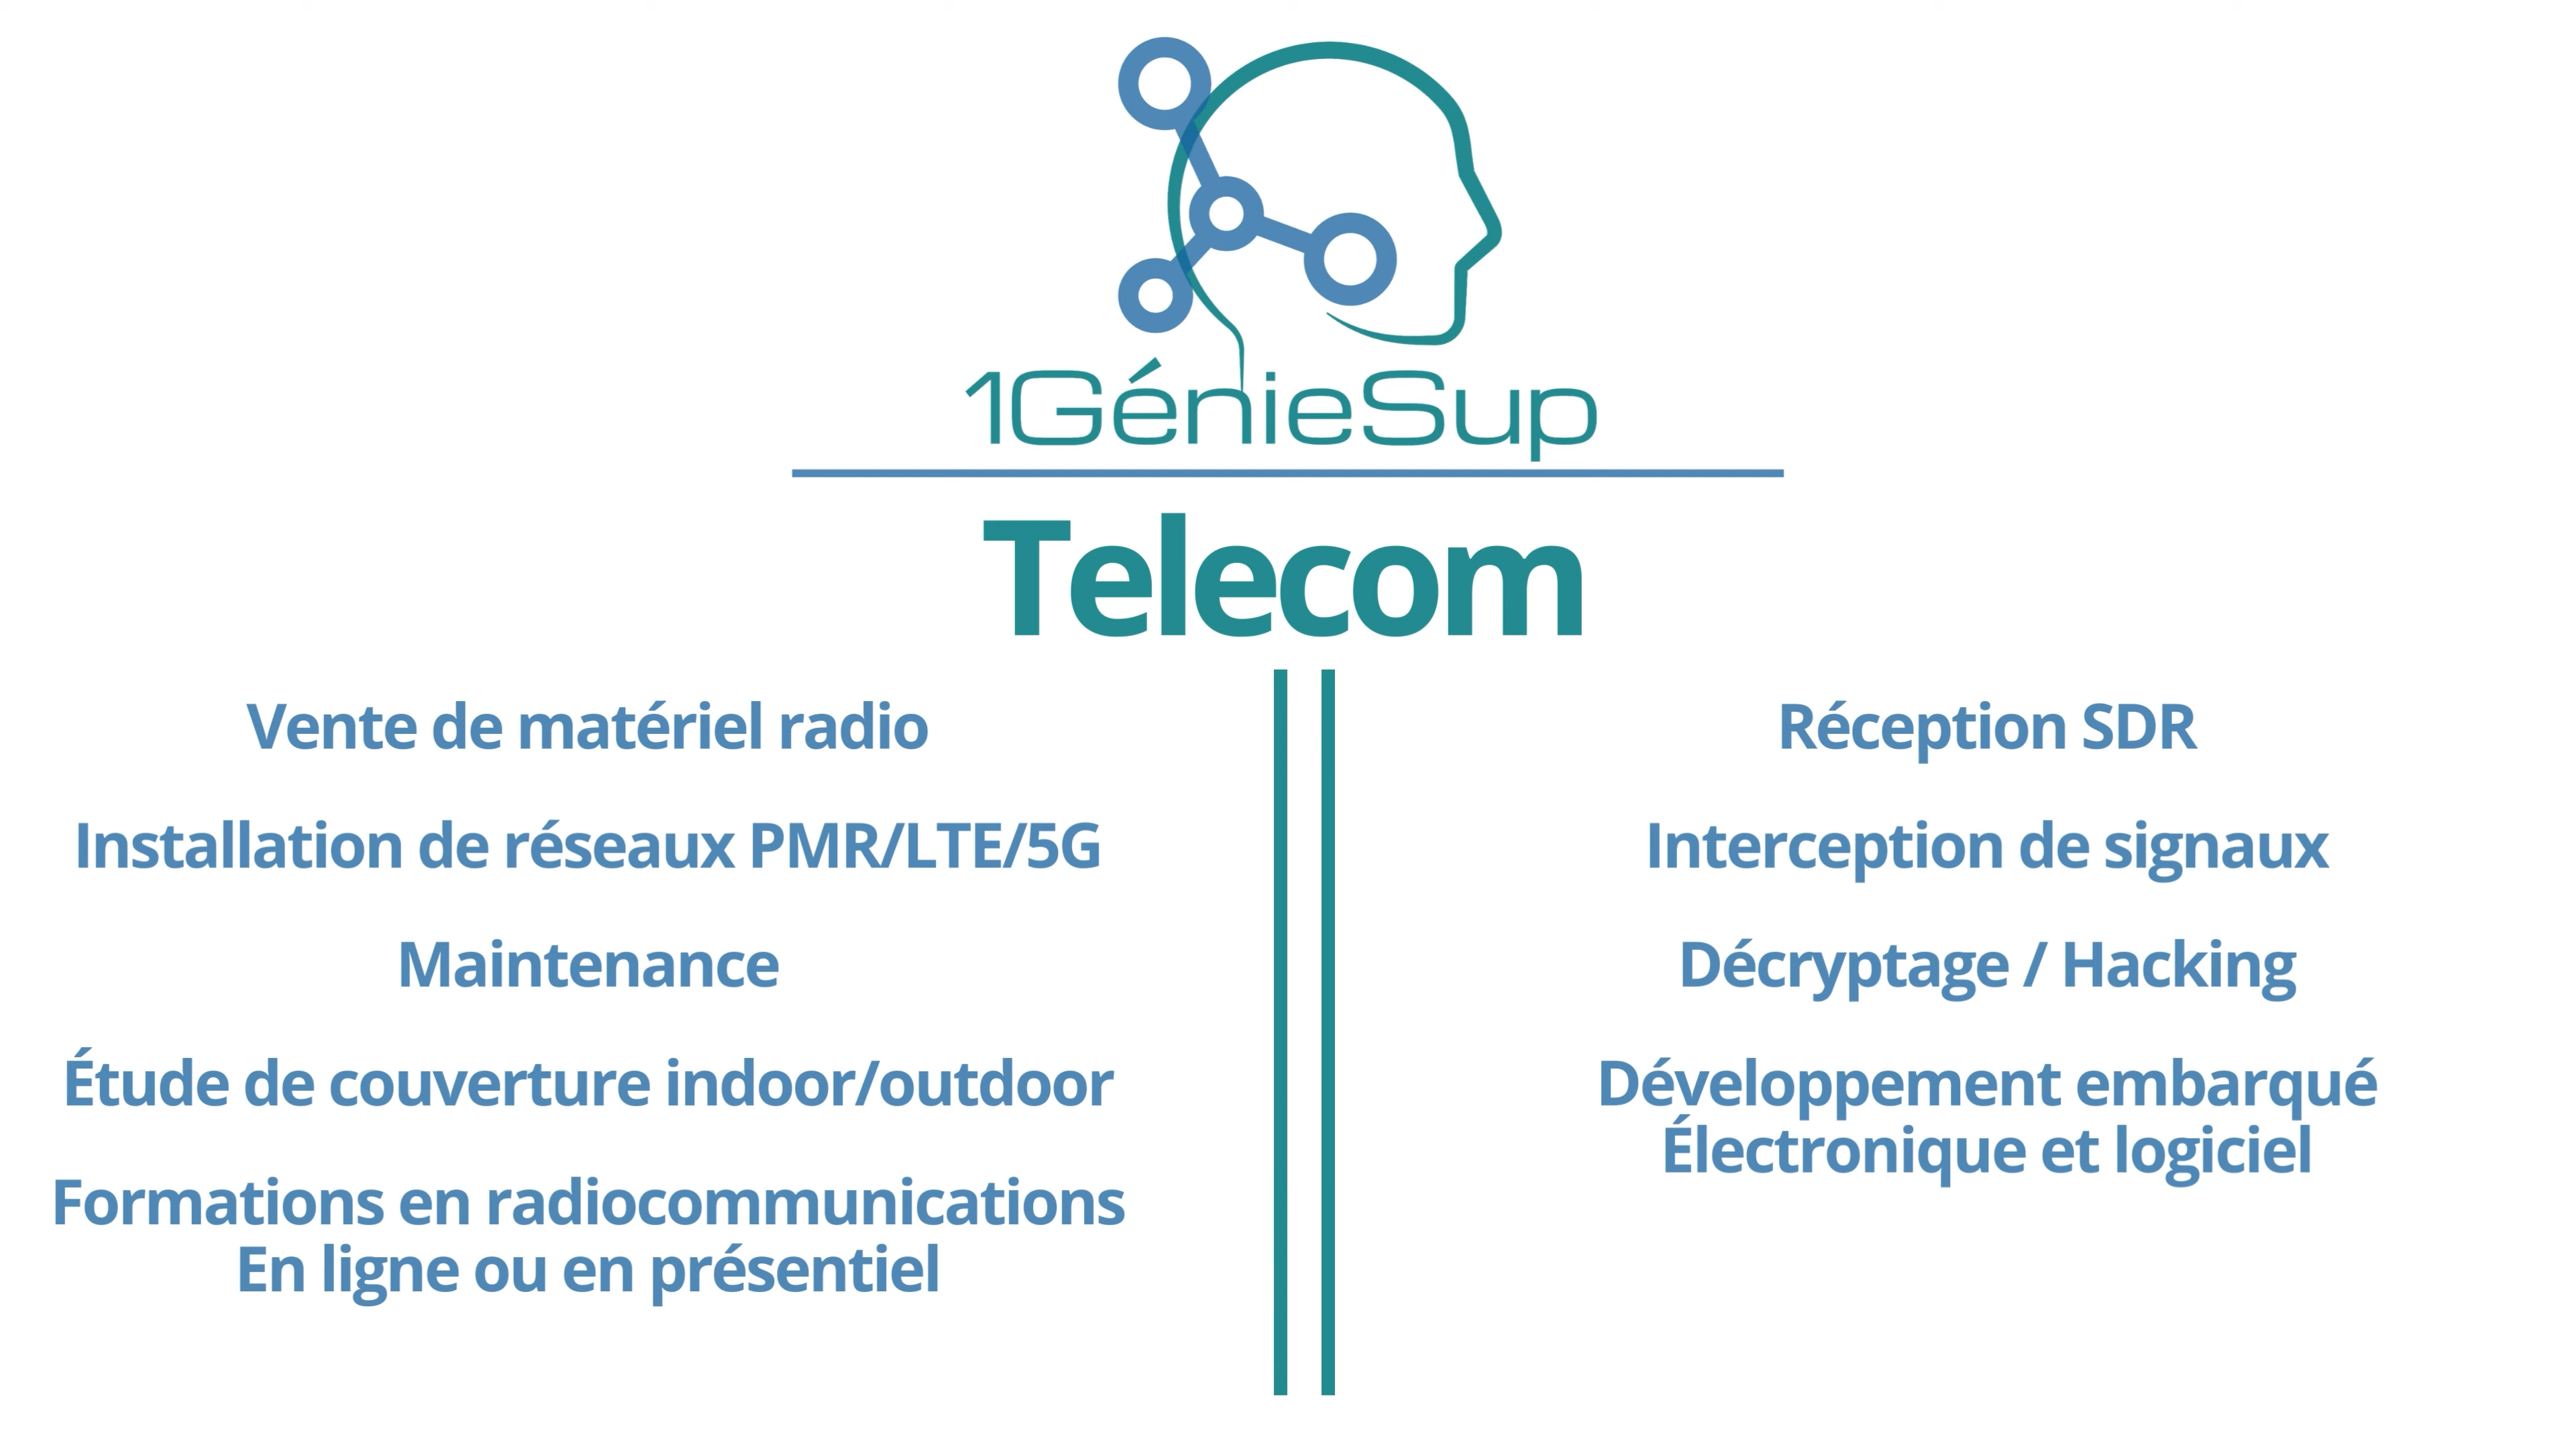 1GénieSup
Telecom
Vente de matériel radio
Installation de réseaux PMR/LTE/5G
Maintenance
Étude de couverture indoor/outdoor
Formations en radiocommunications
En ligne ou en présentiel
Réception SDR
Interception de signaux
Décryptage / Hacking
Développement embarqué
Électronique et logiciel